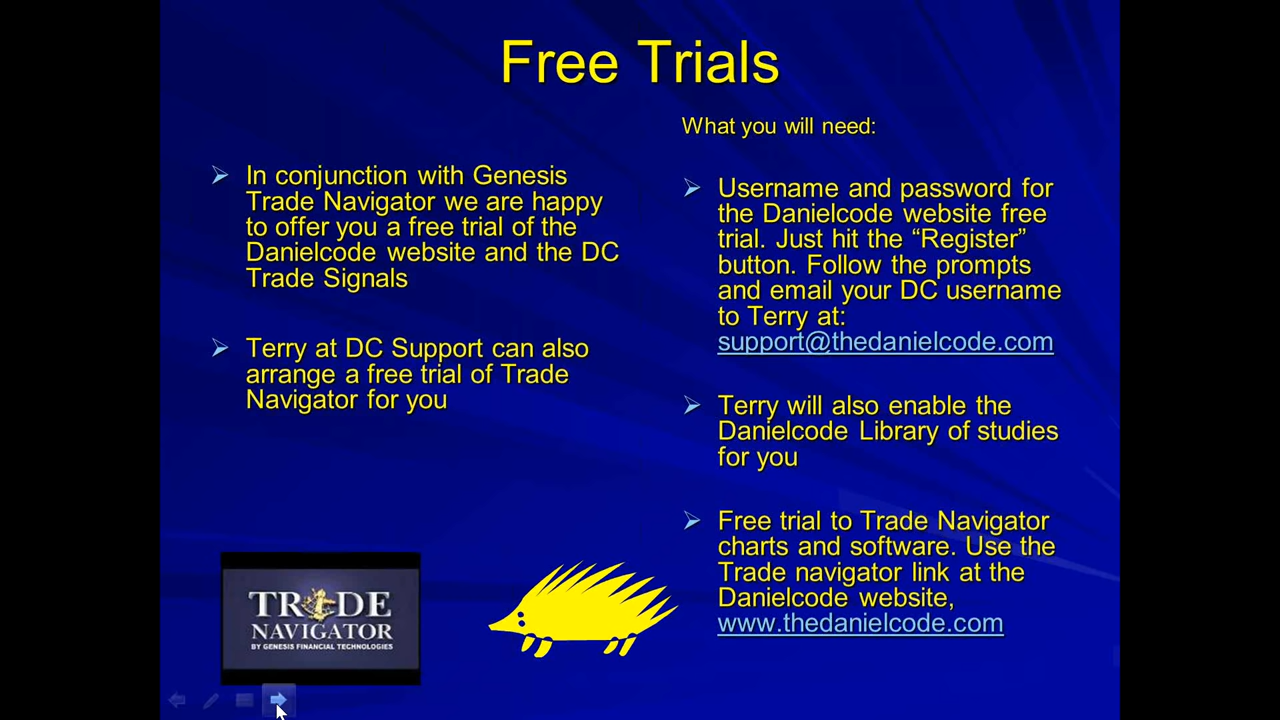 Free Trials
In conjunction with Genesis
Trade Navigator we are happy
to offer you a free trial of the
Danielcode website and the DC
Trade Signals
Terry at DC Support can also
arrange a free trial of Trade
Navigator for you
What you will need:
Username and password for
the Danielcode website free
trial. Just hit the “Register”
button. Follow the prompts
and email your DC username
to Terry at:
support@thedanielcode.com
Terry will also enable the
Danielcode Library of studies
for you
Free trial to Trade Navigator
charts and software. Use the
Trade navigator link at the
Danielcode website,
www.thedanielcode.com
TRADE
NAVIGATOR
BY GENESIS FINANCIAL TECHNOLOGIES